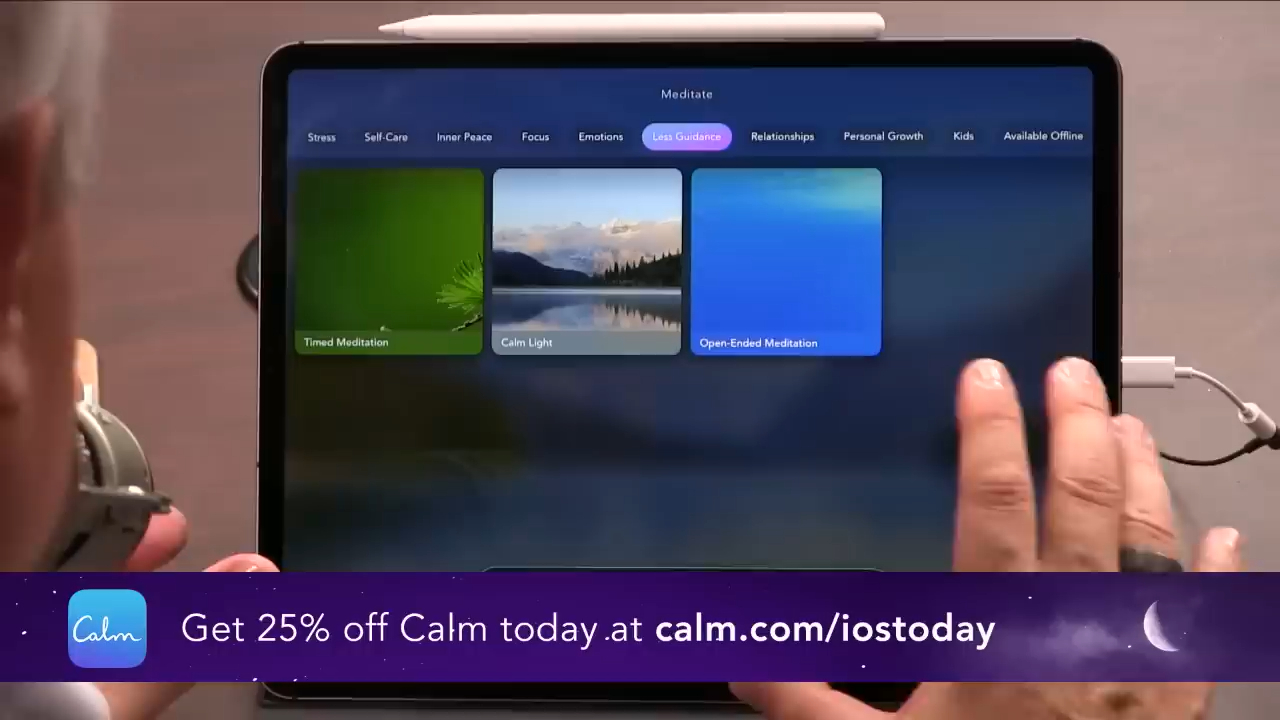 Meditate
Stress Self-Care Inner Peace Focus Emotions Less Guidance Relationships Personal Growth Kids Available Offline
Timed Meditation Calm Light Open-Ended Meditation
Calm Get 25% off Calm today at calm.com/iostoday